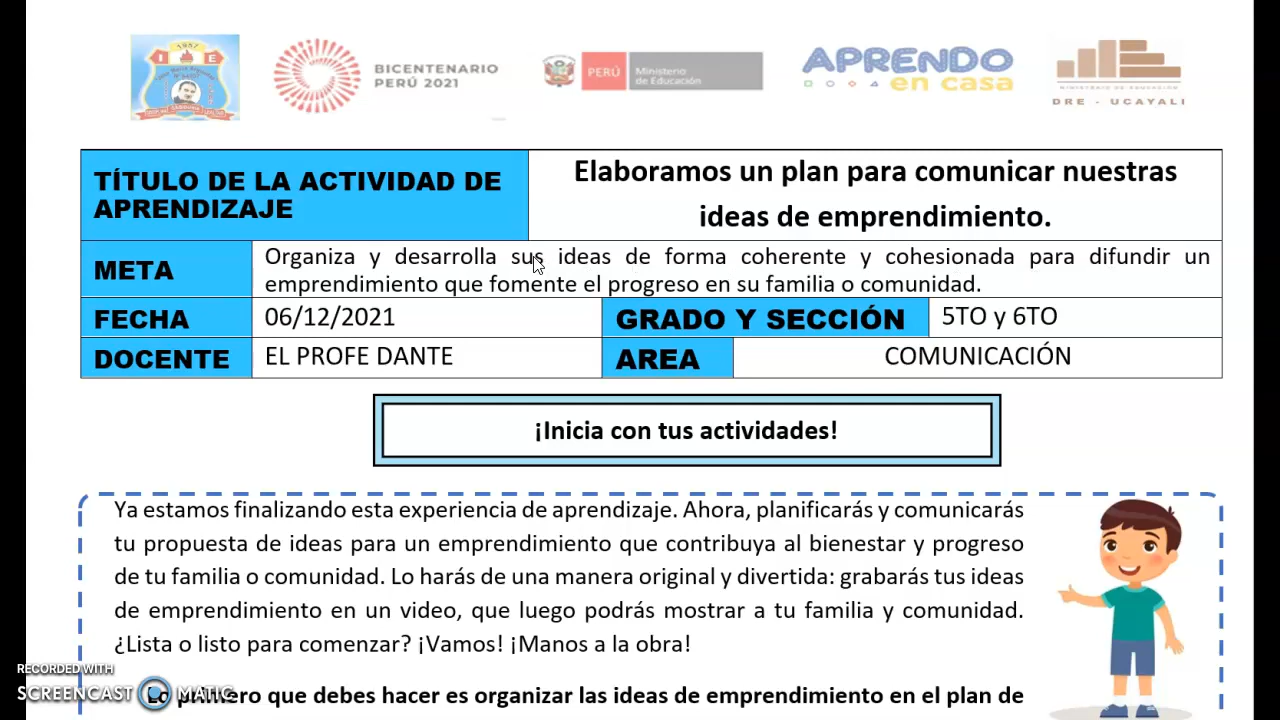 1957
I E
BICENTENARIO
PERÚ 2021
PERÚ
Ministerio
de Educación
APRENDO
en casa
MINISTERIO DE EDUCACIÓN
DRE - UCAYALI
TÍTULO DE LA ACTIVIDAD DE
APRENDIZAJE
Elaboramos un plan para comunicar nuestras
ideas de emprendimiento.
META
Organiza y desarrolla sus ideas de forma coherente y cohesionada para difundir un
emprendimiento que fomente el progreso en su familia o comunidad.
FECHA
06/12/2021
GRADO Y SECCIÓN
5TO y 6TO
DOCENTE
EL PROFE DANTE
AREA
COMUNICACIÓN
¡Inicia con tus actividades!
Ya estamos finalizando esta experiencia de aprendizaje. Ahora, planificarás y comunicarás
tu propuesta de ideas para un emprendimiento que contribuya al bienestar y progreso
de tu familia o comunidad. Lo harás de una manera original y divertida: grabarás tus ideas
de emprendimiento en un video, que luego podrás mostrar a tu familia y comunidad.
¿Lista o listo para comenzar? ¡Vamos! ¡Manos a la obra!
Lo primero que debes hacer es organizar las ideas de emprendimiento en el plan de
RECORDED WITH
SCREENCAST MATIC